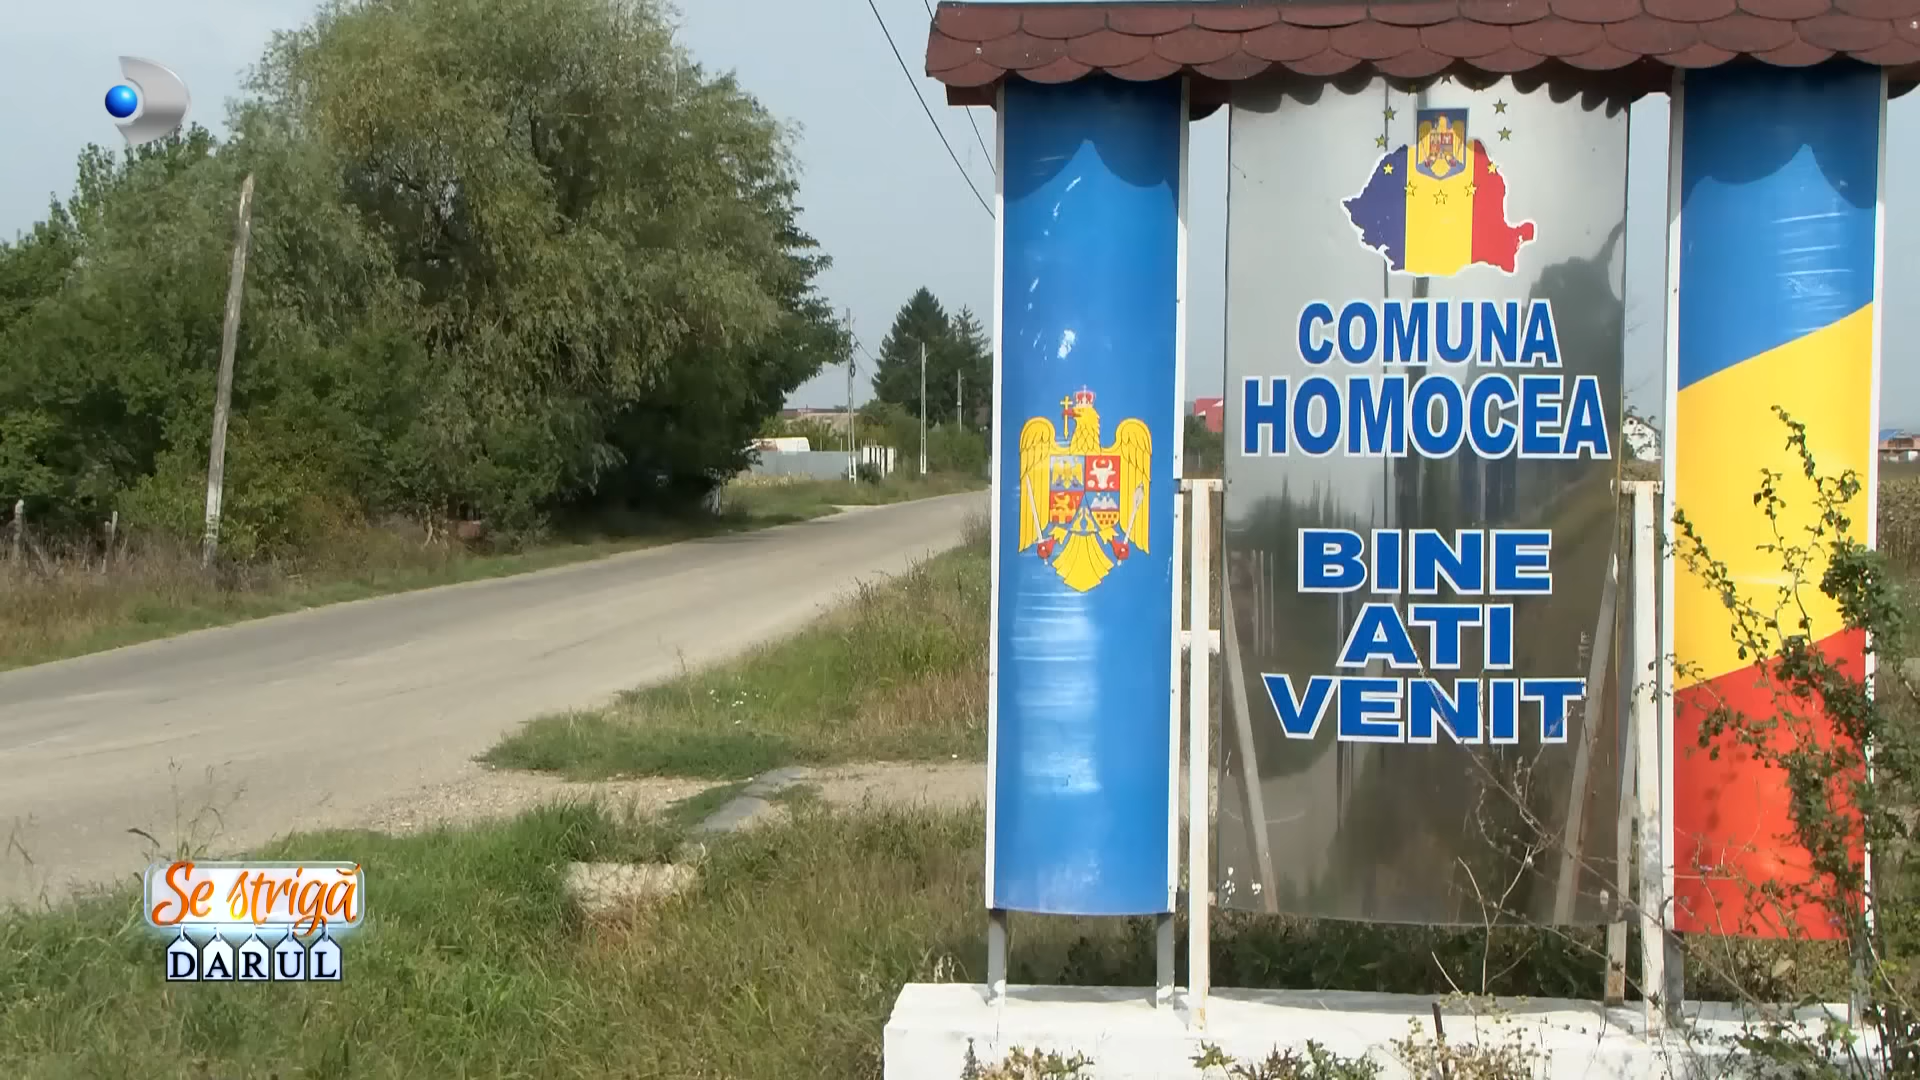 COMUNA
HOMOCEA
BINE
ATI
VENIT
Se strigă
DARUL